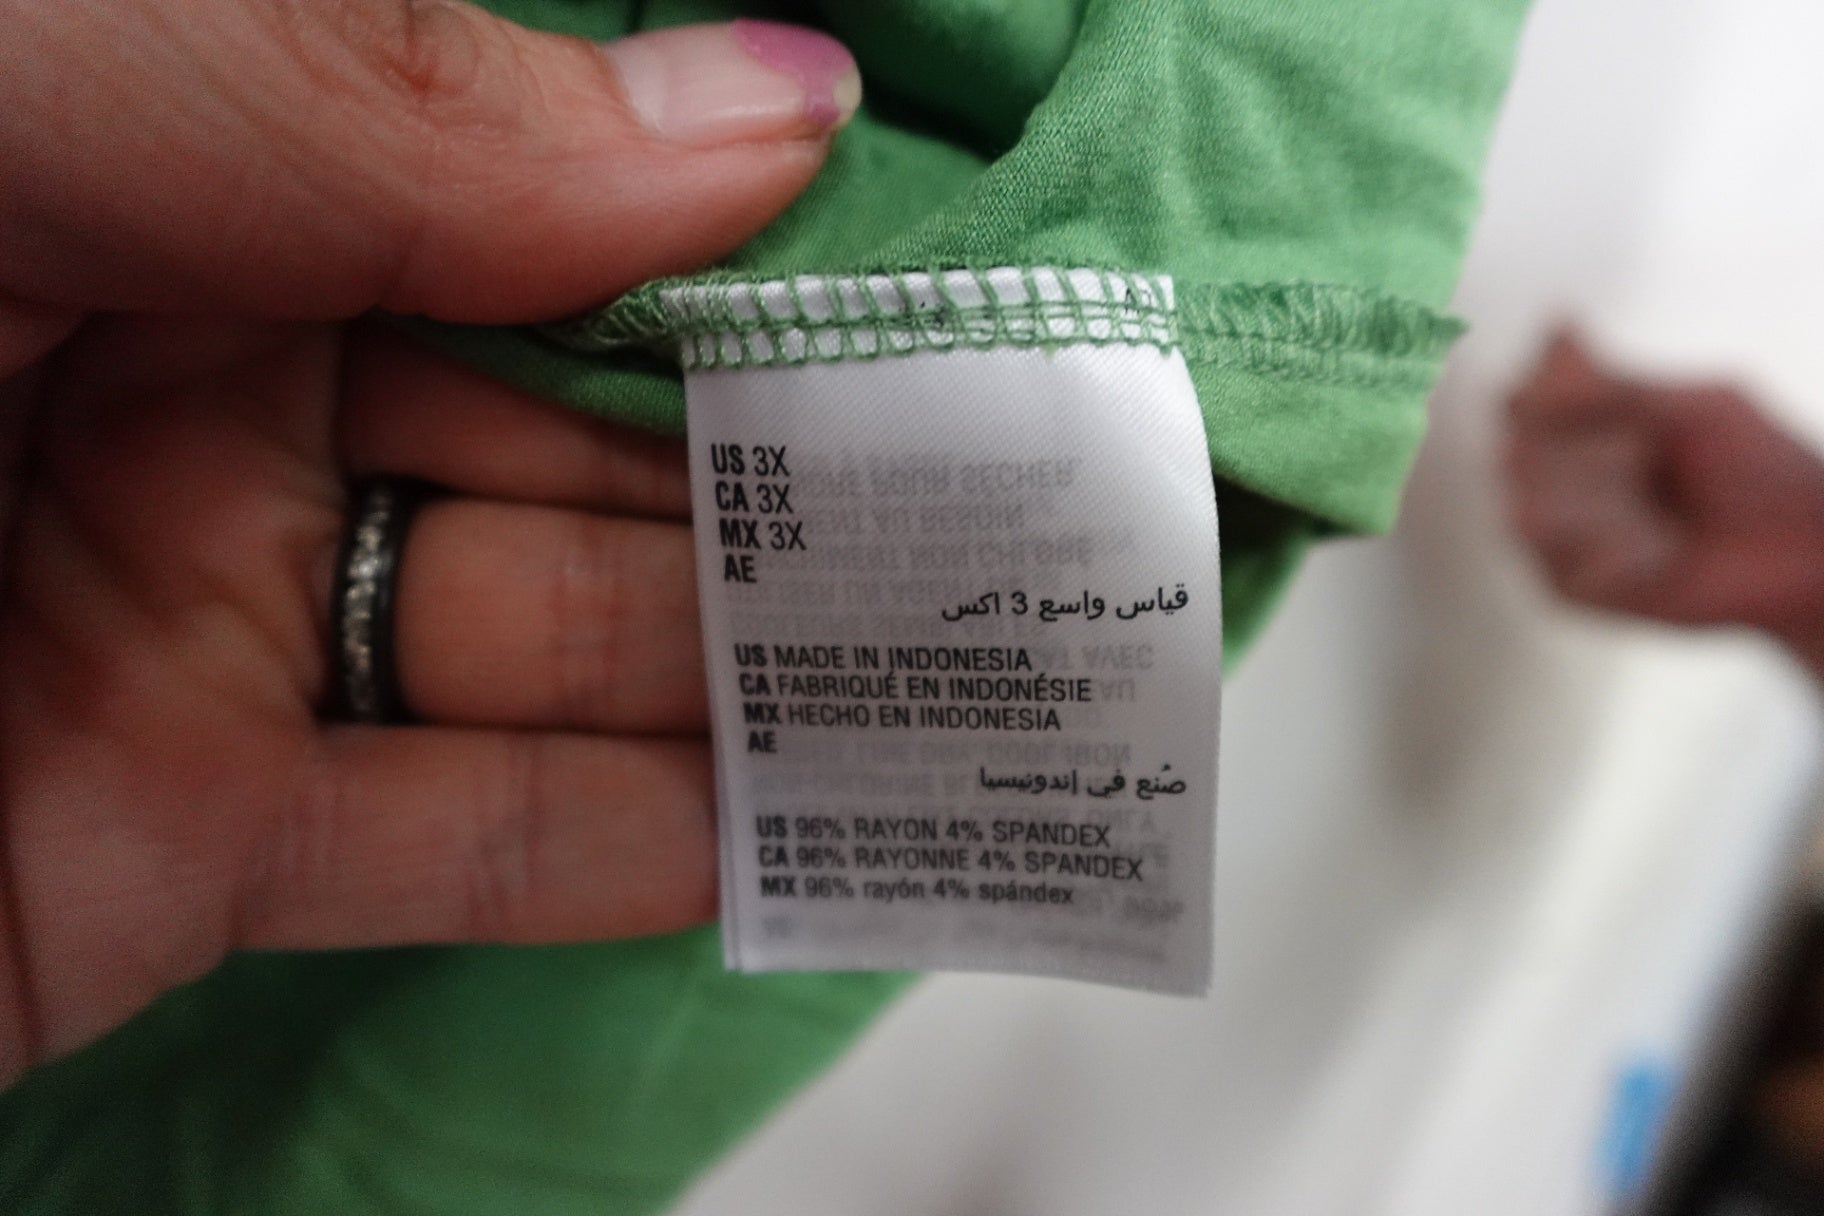 US 3X
CA 3X
MX 3X
AE
قياس واسع 3 اكس
US MADE IN INDONESIA
CA FABRIQUÉ EN INDONÉSIE
MX HECHO EN INDONESIA
AE
صُنع في إندونيسيا
US 96% RAYON 4% SPANDEX
CA 96% RAYONNE 4% SPANDEX
MX 96% rayón 4% spándex